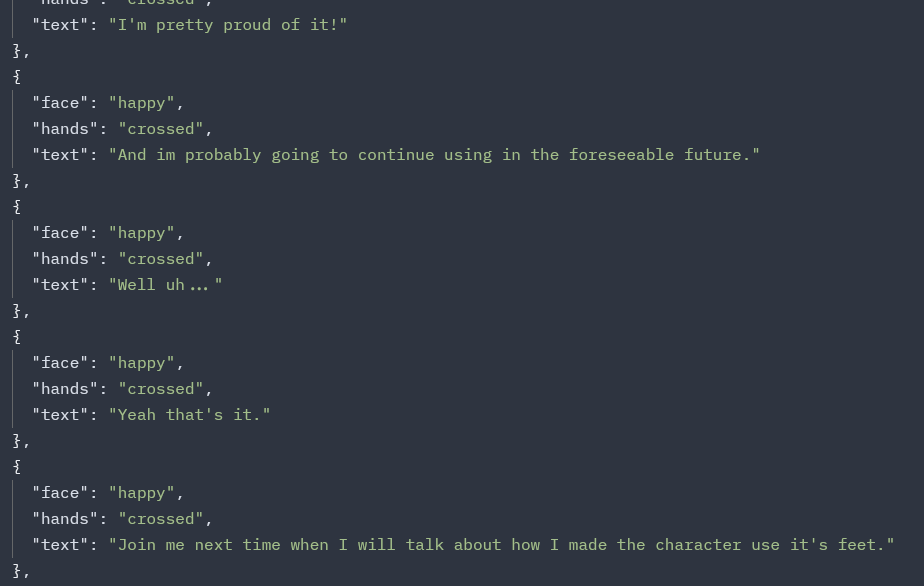 "hands": "crossed",
"text": "I'm pretty proud of it!"
},
{
"face": "happy",
"hands": "crossed",
"text": "And im probably going to continue using in the foreseeable future."
},
{
"face": "happy",
"hands": "crossed",
"text": "Well uh..."
},
{
"face": "happy",
"hands": "crossed",
"text": "Yeah that's it."
},
{
"face": "happy",
"hands": "crossed",
"text": "Join me next time when I will talk about how I made the character use it's feet."
},